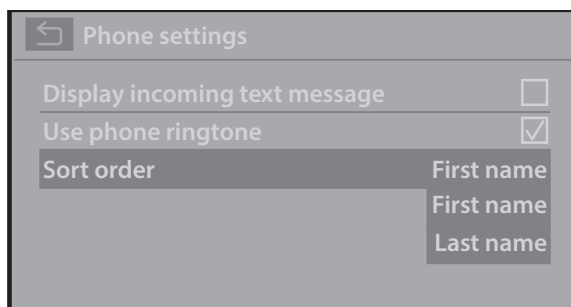 Phone settings
Display incoming text message
Use phone ringtone
Sort order First name
First name
Last name